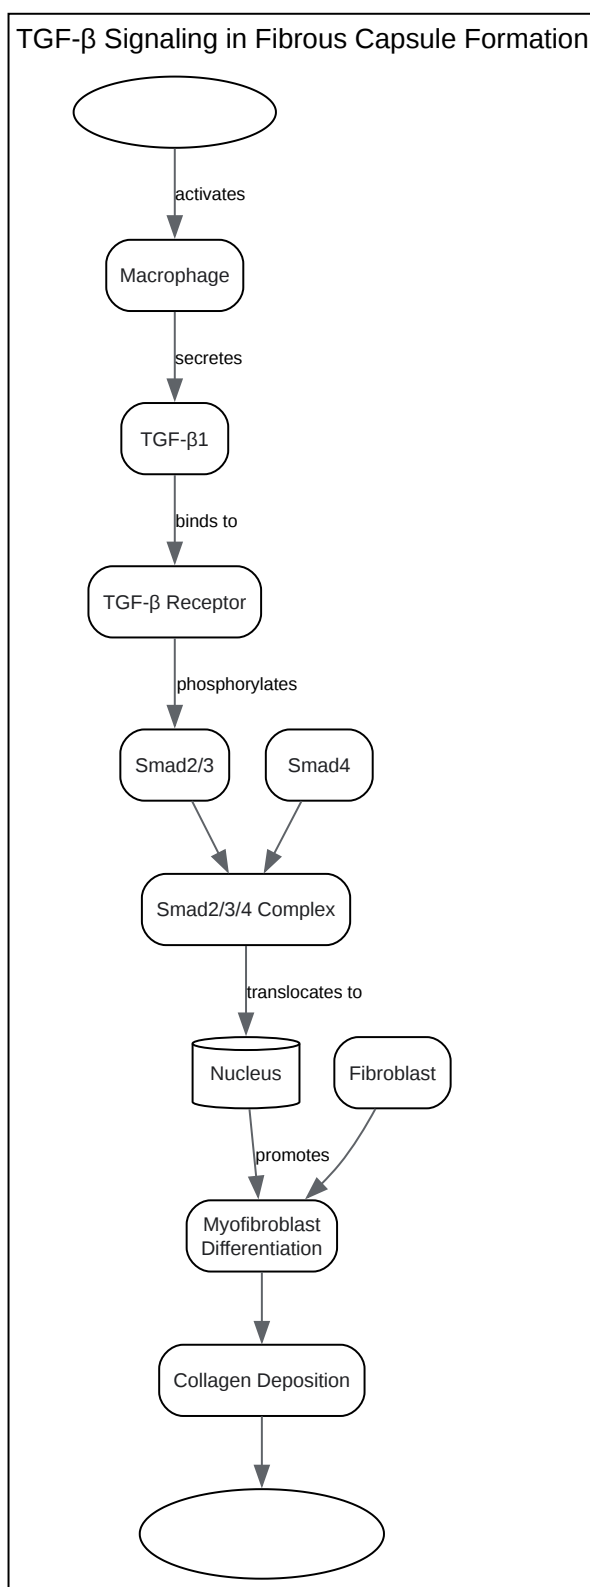 TGF-β Signaling in Fibrous Capsule Formation
activates
Macrophage
secretes
TGF-β1
binds to
TGF-β Receptor
phosphorylates
Smad2/3
Smad4
Smad2/3/4 Complex
translocates to
Nucleus
Fibroblast
promotes
Myofibroblast
Differentiation
Collagen Deposition